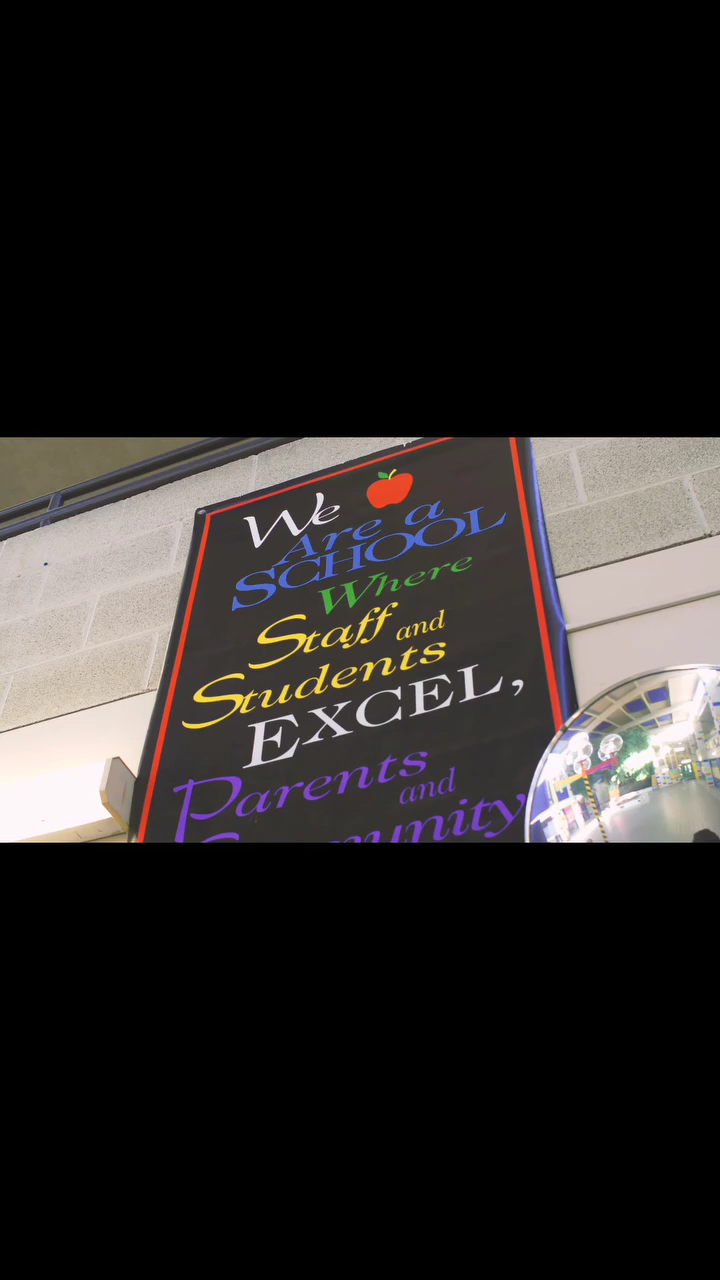 We
Are a
SCHOOL
Where
Staff and
Students
EXCEL,
Parents
and
Community